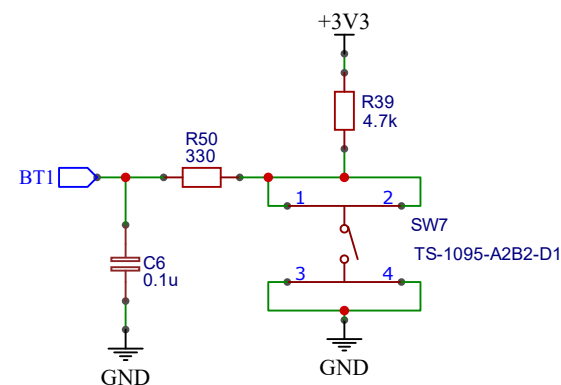 +3V3
R39
4.7k
R50
330
BT1
1
2
SW7
TS-1095-A2B2-D1
C6
0.1u
3
4
GND
GND